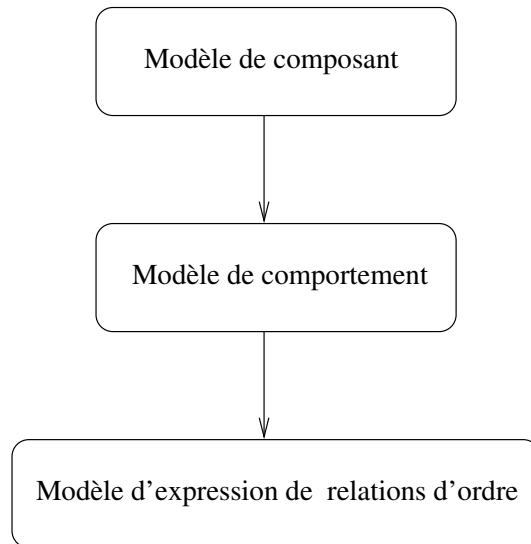 Modèle de composant
Modèle de comportement
Modèle d'expression de relations d'ordre